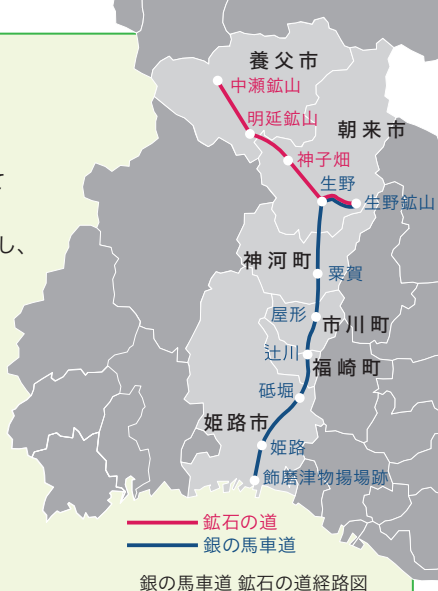 養父市
中瀬鉱山
明延鉱山
朝来市
神子畑
て
生野
生野鉱山
し、
神河町
粟賀
屋形
市川町
辻川
福崎町
砥堀
姫路市
姫路
飾磨津物揚場跡
鉱石の道
銀の馬車道
銀の馬車道 鉱石の道経路図